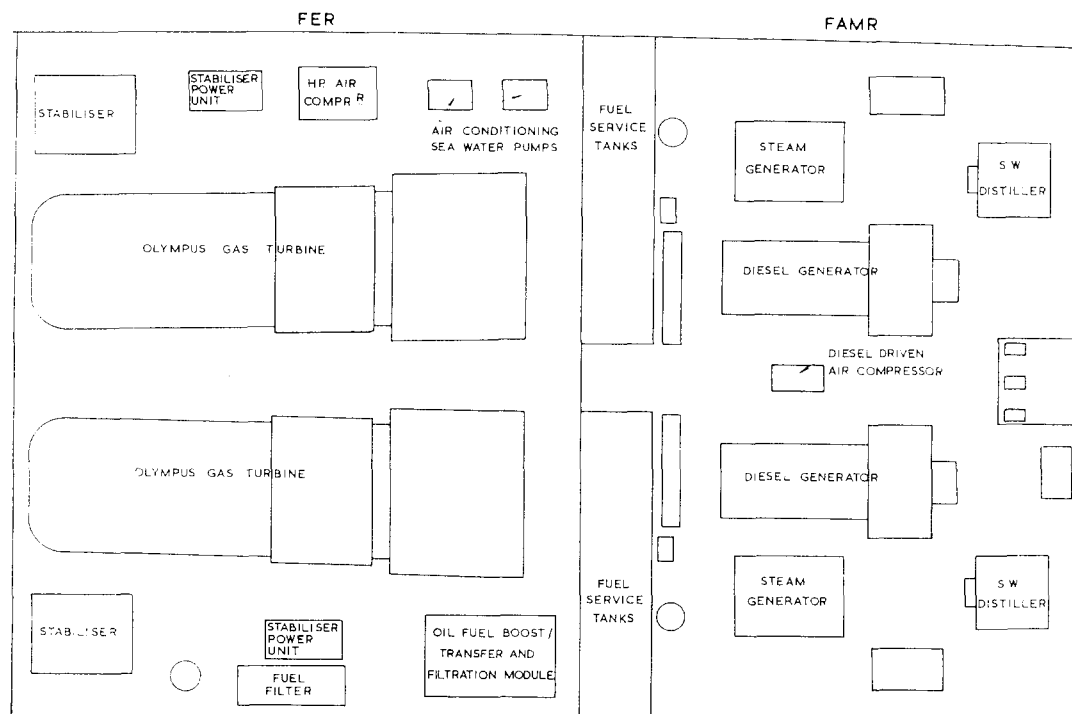 FER
FAMR
STABILISER
STABILISER
POWER
UNIT
H.P. AIR
COMPR R
AIR CONDITIONING
SEA WATER PUMPS
FUEL
SERVICE
TANKS
STEAM
GENERATOR
S.W.
DISTILLER
OLYMPUS GAS TURBINE
DIESEL GENERATOR
DIESEL DRIVEN
AIR COMPRESSOR
OLYMPUS GAS TURBINE
DIESEL GENERATOR
STABILISER
STABILISER
POWER
UNIT
FUEL
FILTER
OIL FUEL BOOST/
TRANSFER AND
FILTRATION MODULE
FUEL
SERVICE
TANKS
STEAM
GENERATOR
S.W.
DISTILLER